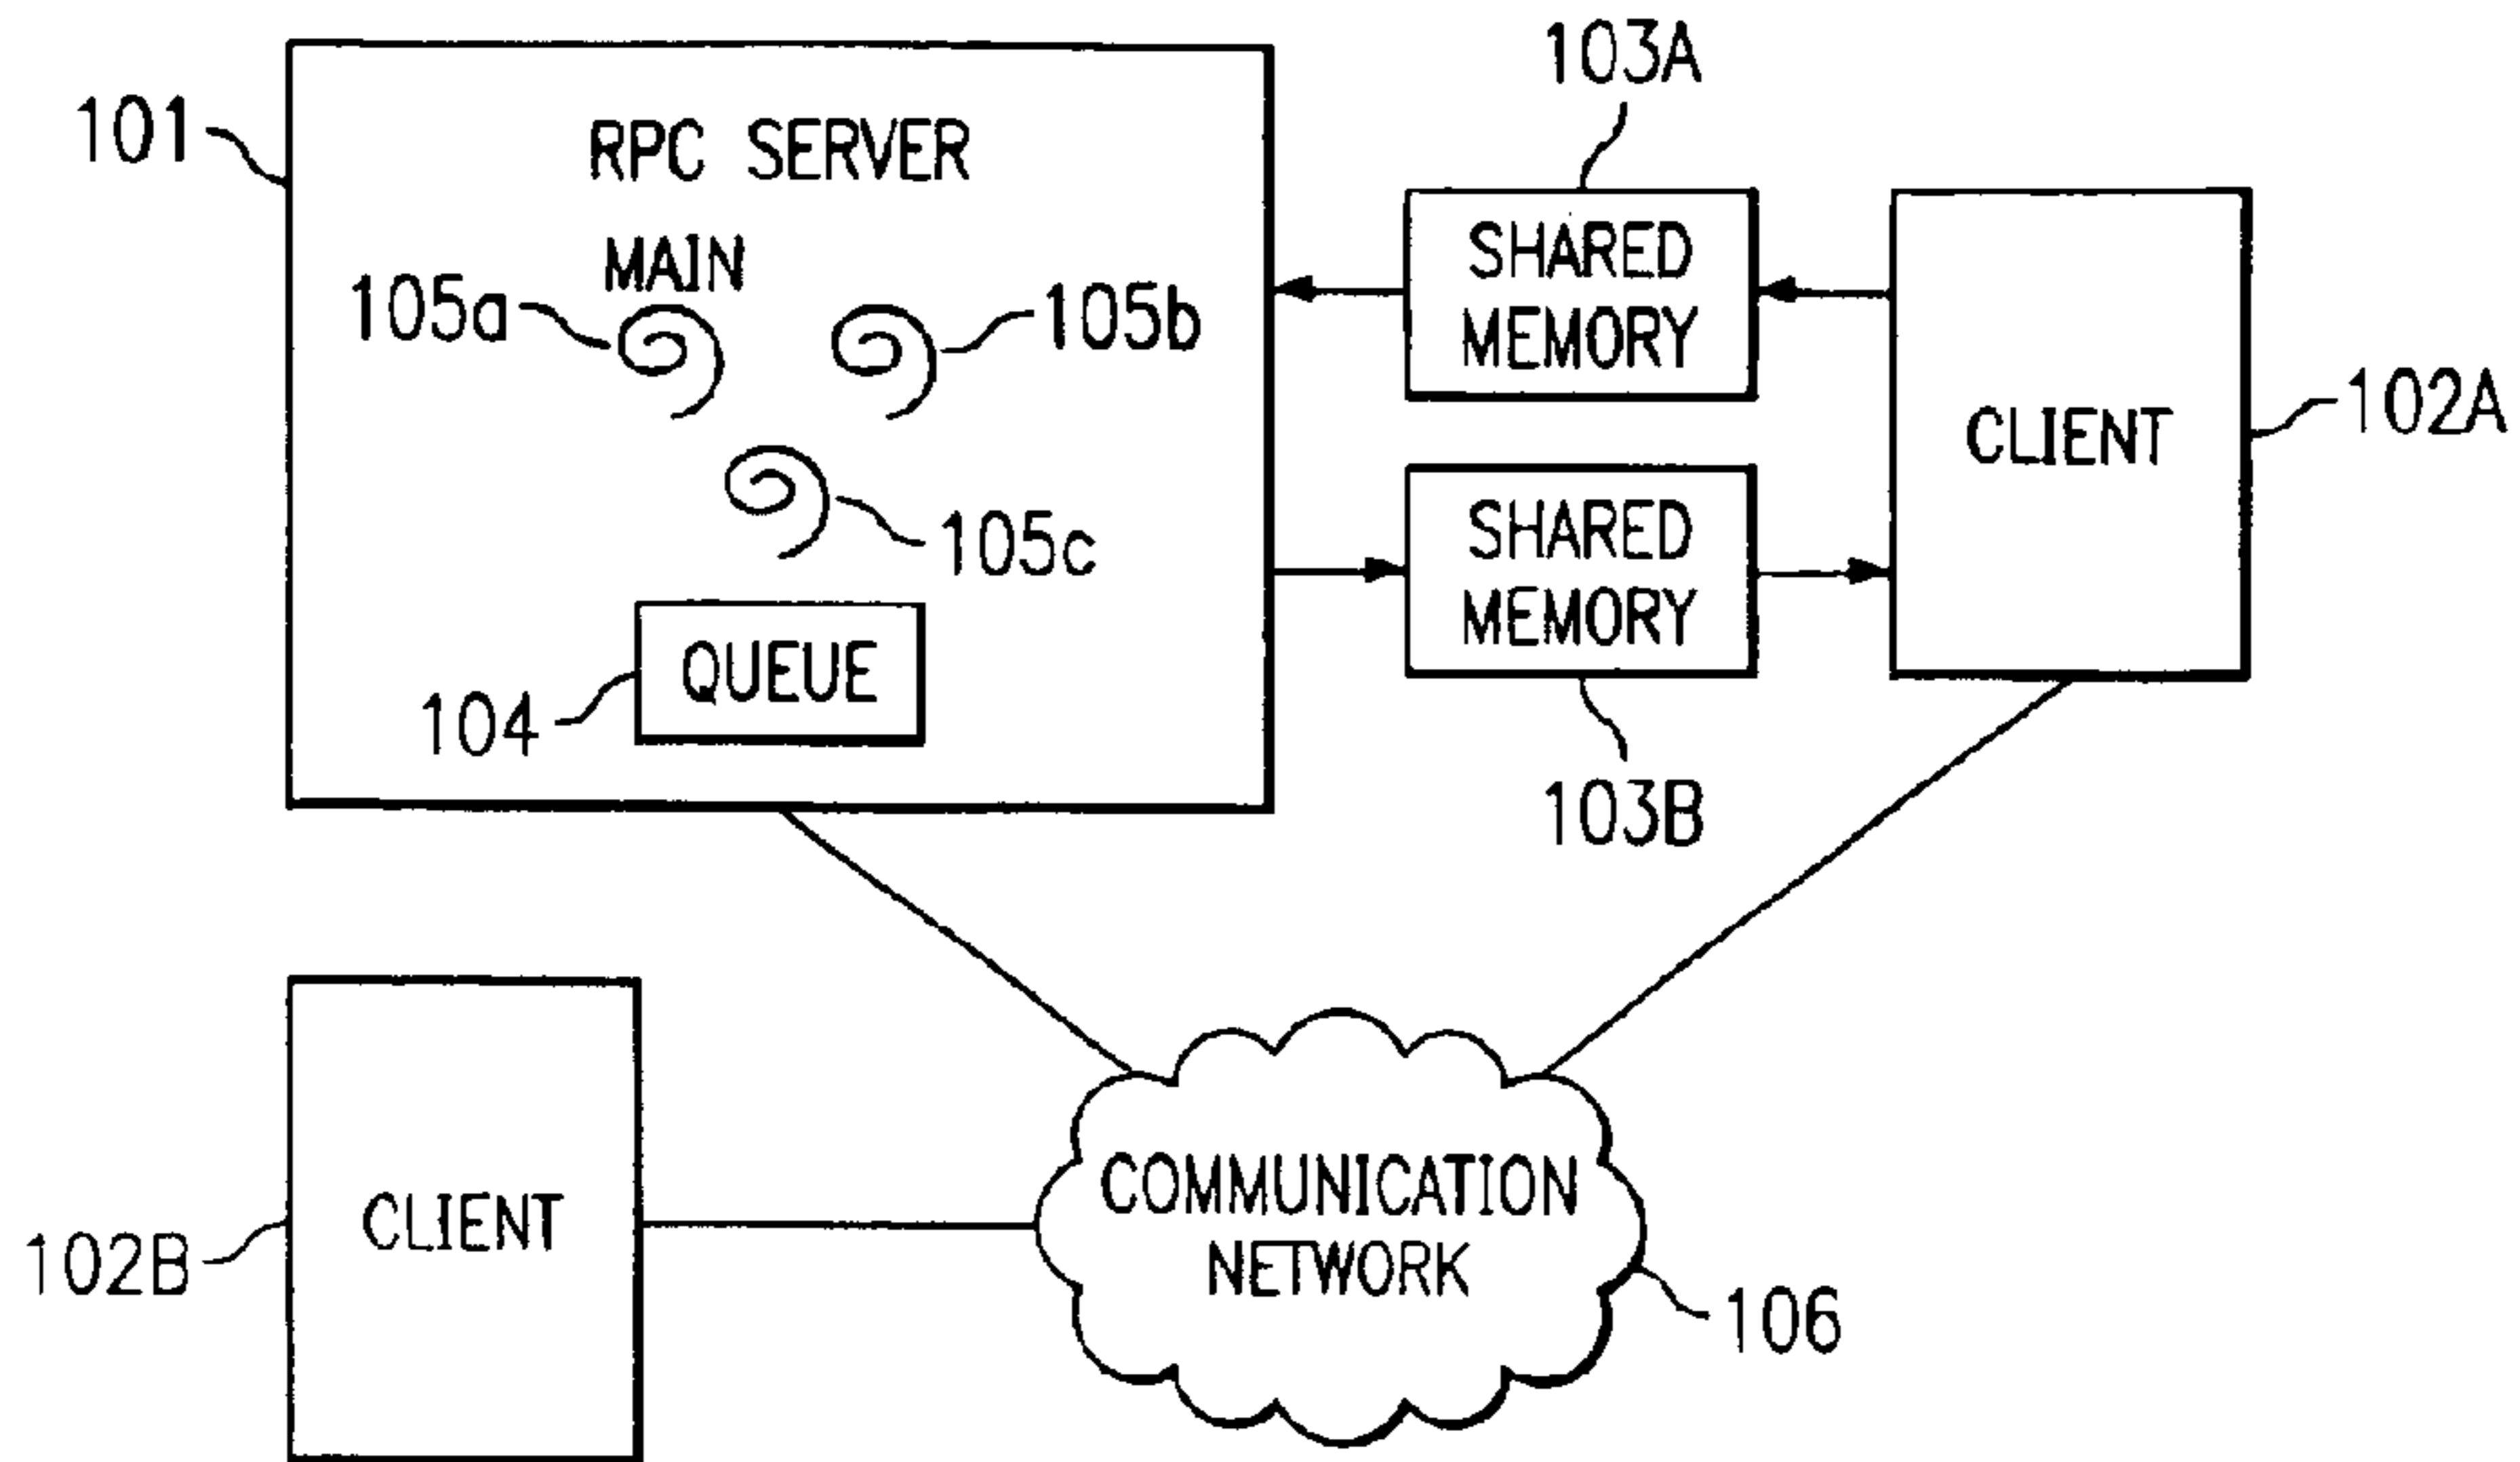 103A
101
RPC SERVER
MAIN
105a
105b
SHARED
MEMORY
102A
CLIENT
105c
SHARED
MEMORY
QUEUE
104
103B
COMMUNICATION
NETWORK
CLIENT
102B
106